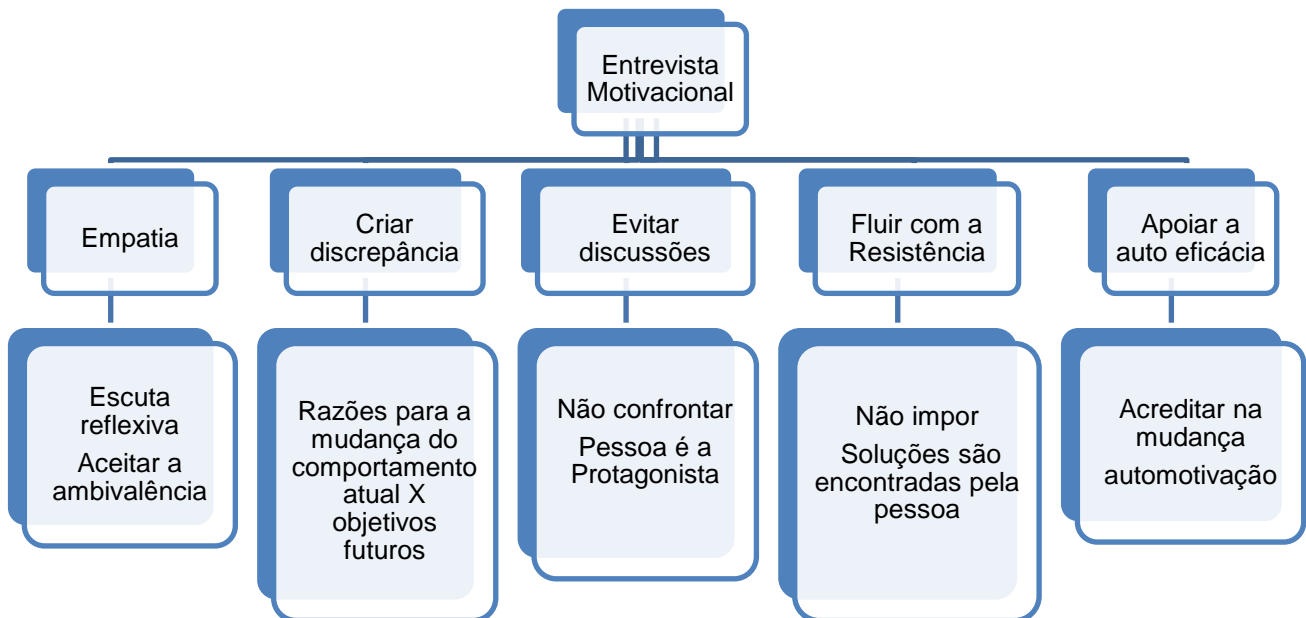 Entrevista
Motivacional
Empatia
Criar
discrepância
Evitar
discussões
Fluir com a
Resistência
Apoiar a
auto eficácia
Escuta
reflexiva
Aceitar a
ambivalência
Razões para a
mudança do
comportamento
atual X
objetivos
futuros
Não confrontar
Pessoa é a
Protagonista
Não impor
Soluções são
encontradas pela
pessoa
Acreditar na
mudança
automotivação